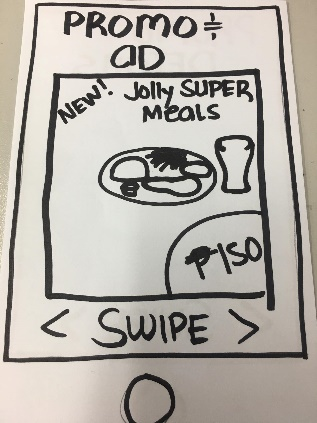 PROMO &
AD
NEW! Jolly SUPER
Meals
₱150
< SWIPE >